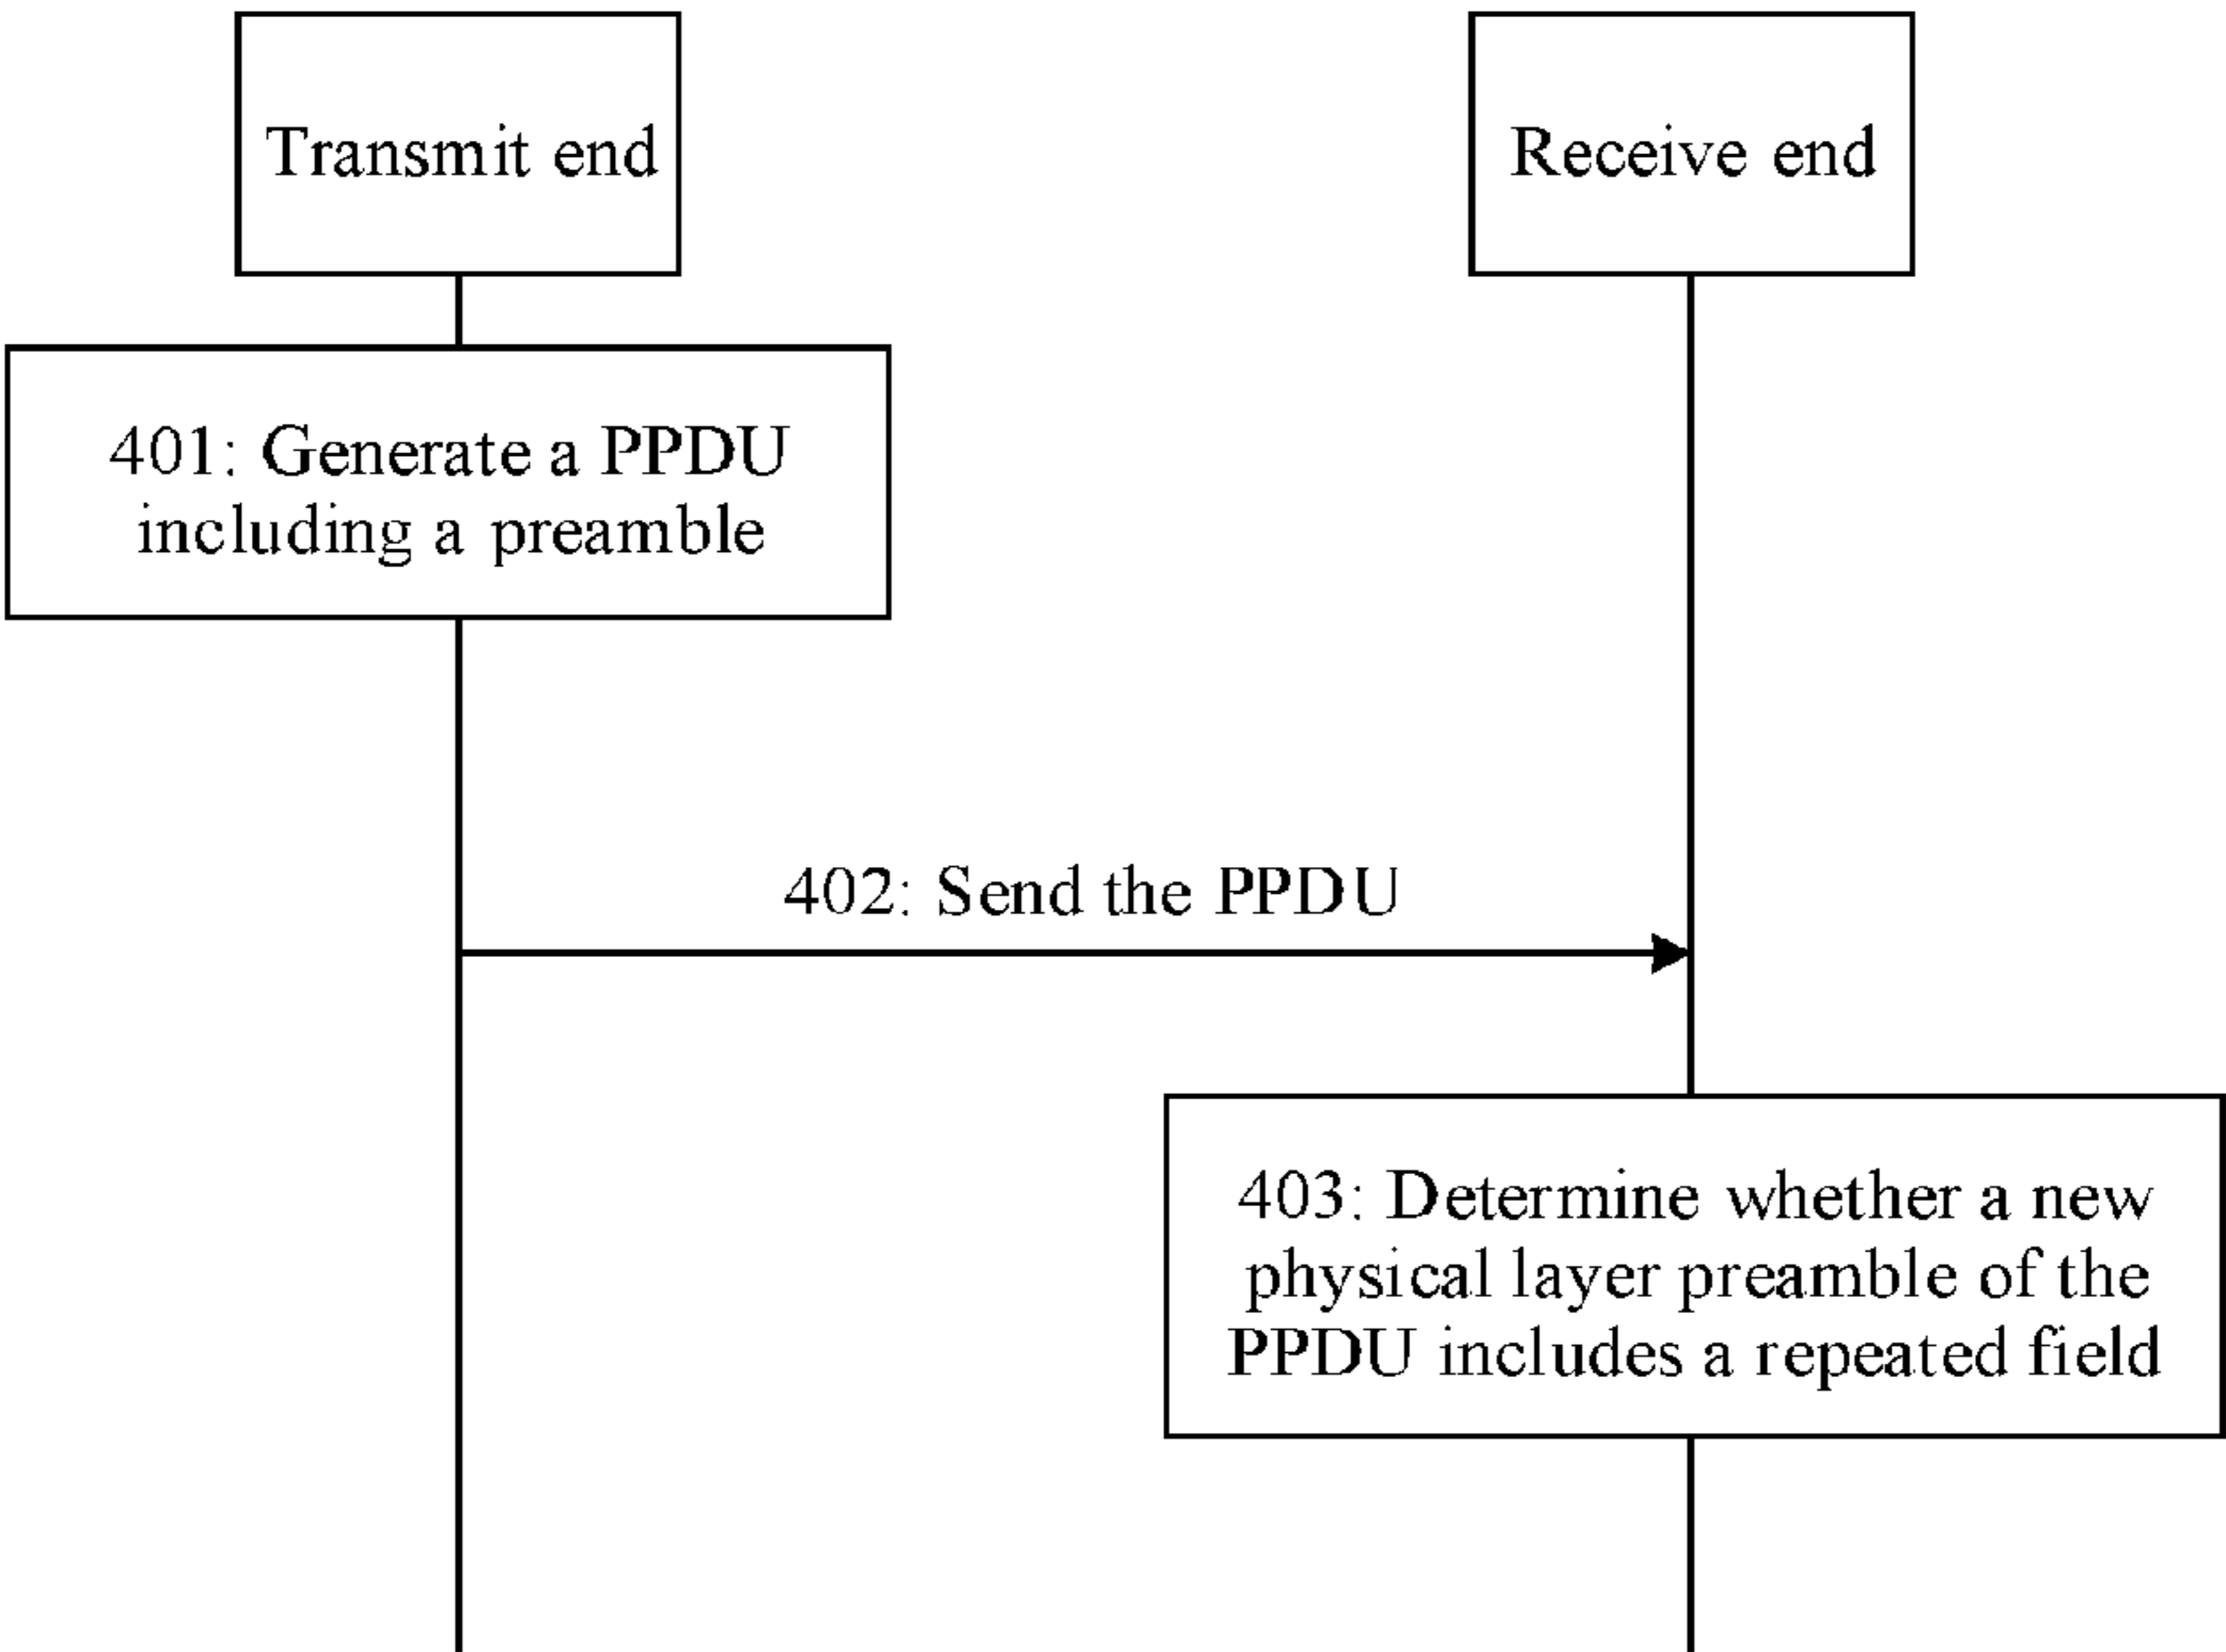 Transmit end
Receive end
401: Generate a PPDU
including a preamble
402: Send the PPDU
403: Determine whether a new
physical layer preamble of the
PPDU includes a repeated field